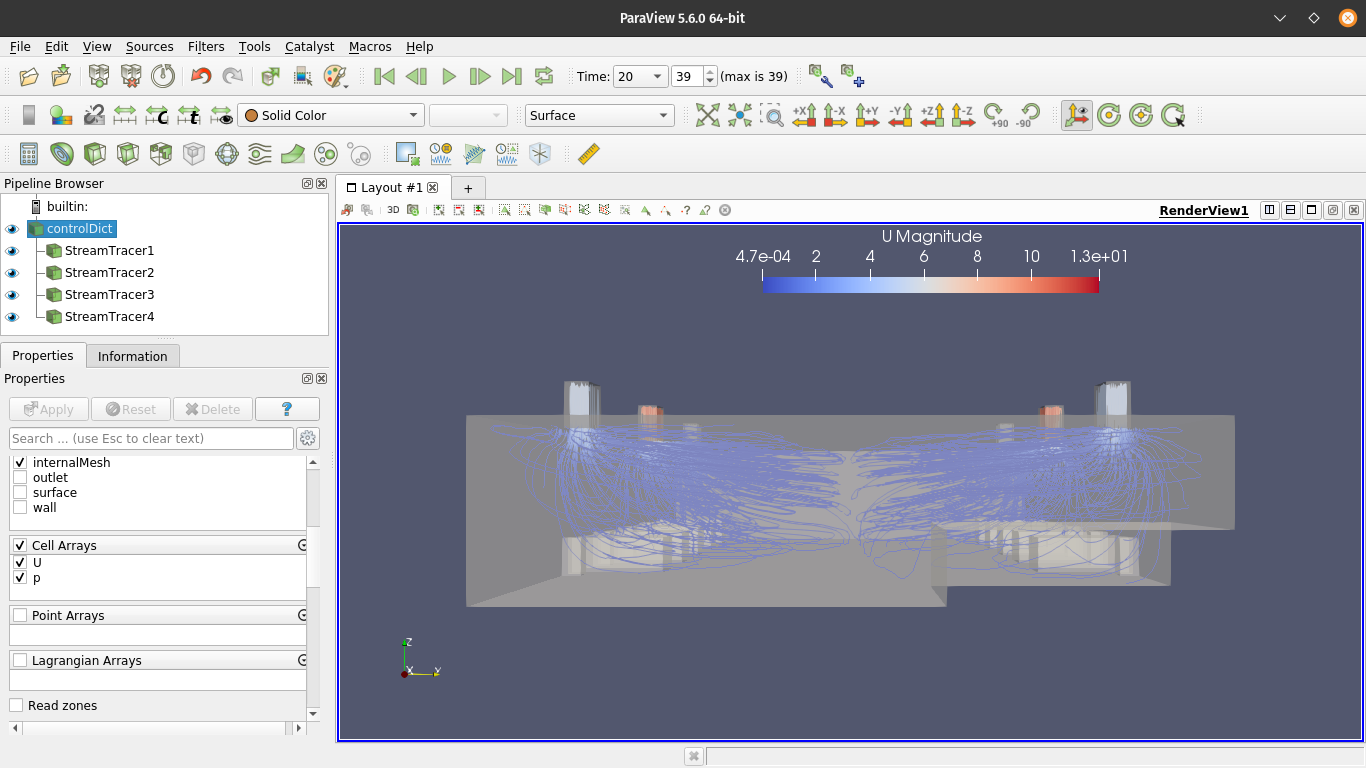 ParaView 5.6.0 64-bit
File Edit View Sources Filters Tools Catalyst Macros Help
Time: 20 39 (max is 39)
Solid Color Surface +X -X +Y -Y +Z -Z +90 -90
Pipeline Browser
Layout #1 +
builtin:
3D RenderView1
controlDict
StreamTracer1
StreamTracer2
StreamTracer3
StreamTracer4
U Magnitude
4.7e-04 2 4 6 8 10 1.3e+01
Properties Information
Properties
Apply Reset Delete ?
Search ... (use Esc to clear text)
internalMesh
outlet
surface
wall
Cell Arrays
U
p
Point Arrays
Lagrangian Arrays
Read zones
Z
X Y